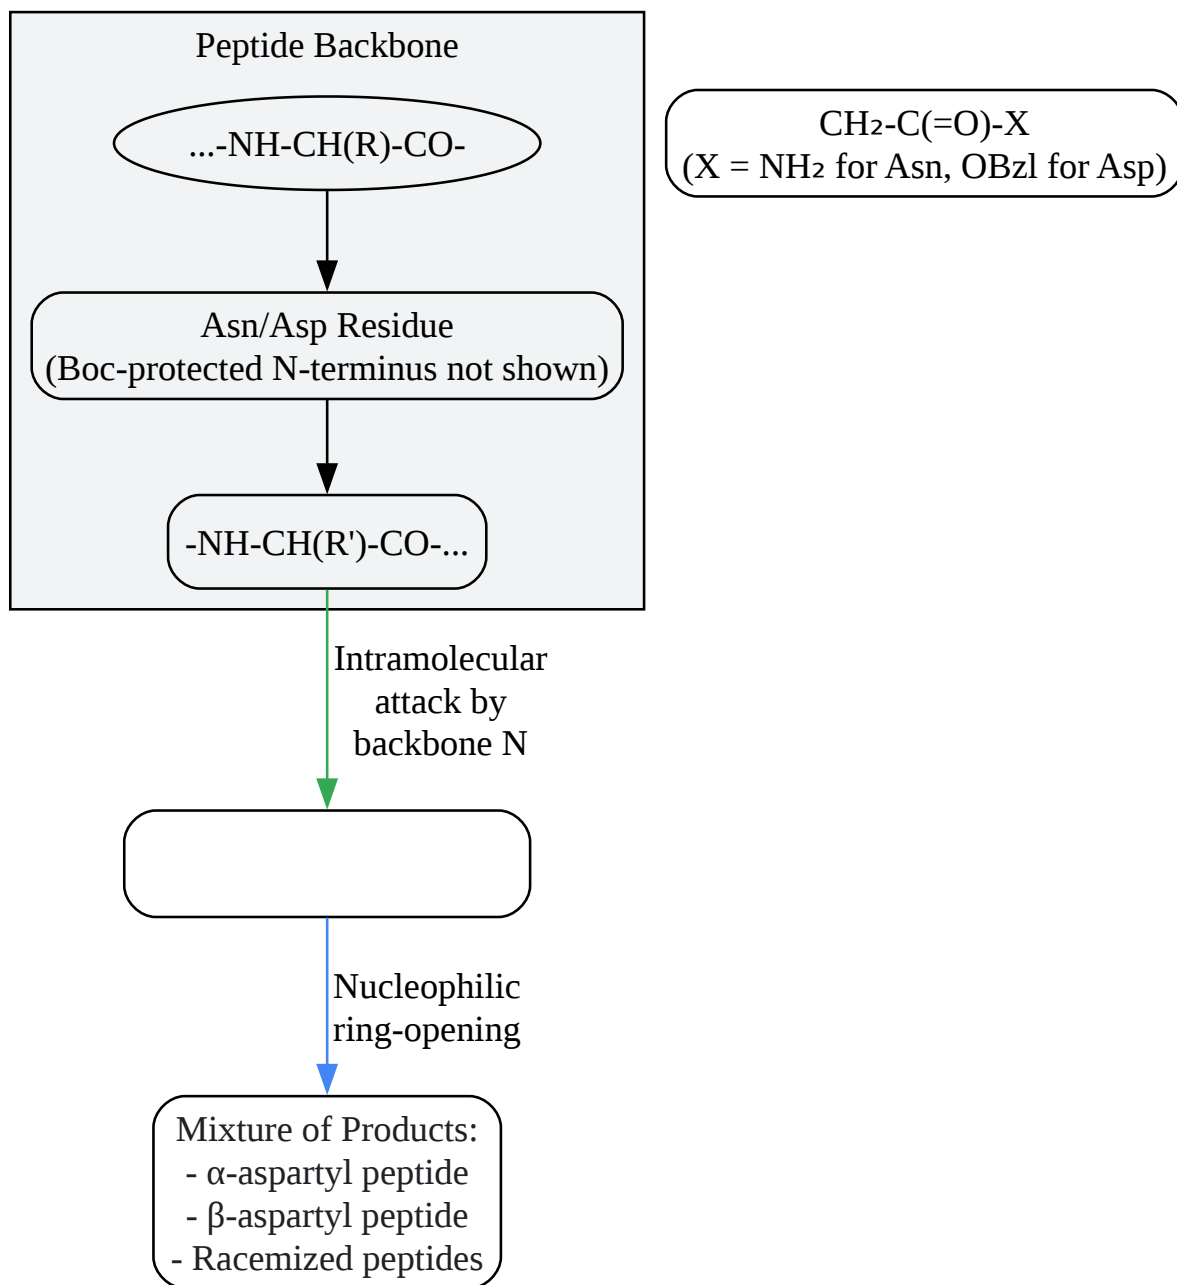 Peptide Backbone
...-NH-CH(R)-CO-
CH₂-C(=O)-X
(X = NH₂ for Asn, OBzl for Asp)
Asn/Asp Residue
(Boc-protected N-terminus not shown)
-NH-CH(R')-CO-...
Intramolecular
attack by
backbone N
Nucleophilic
ring-opening
Mixture of Products:
- α-aspartyl peptide
- β-aspartyl peptide
- Racemized peptides